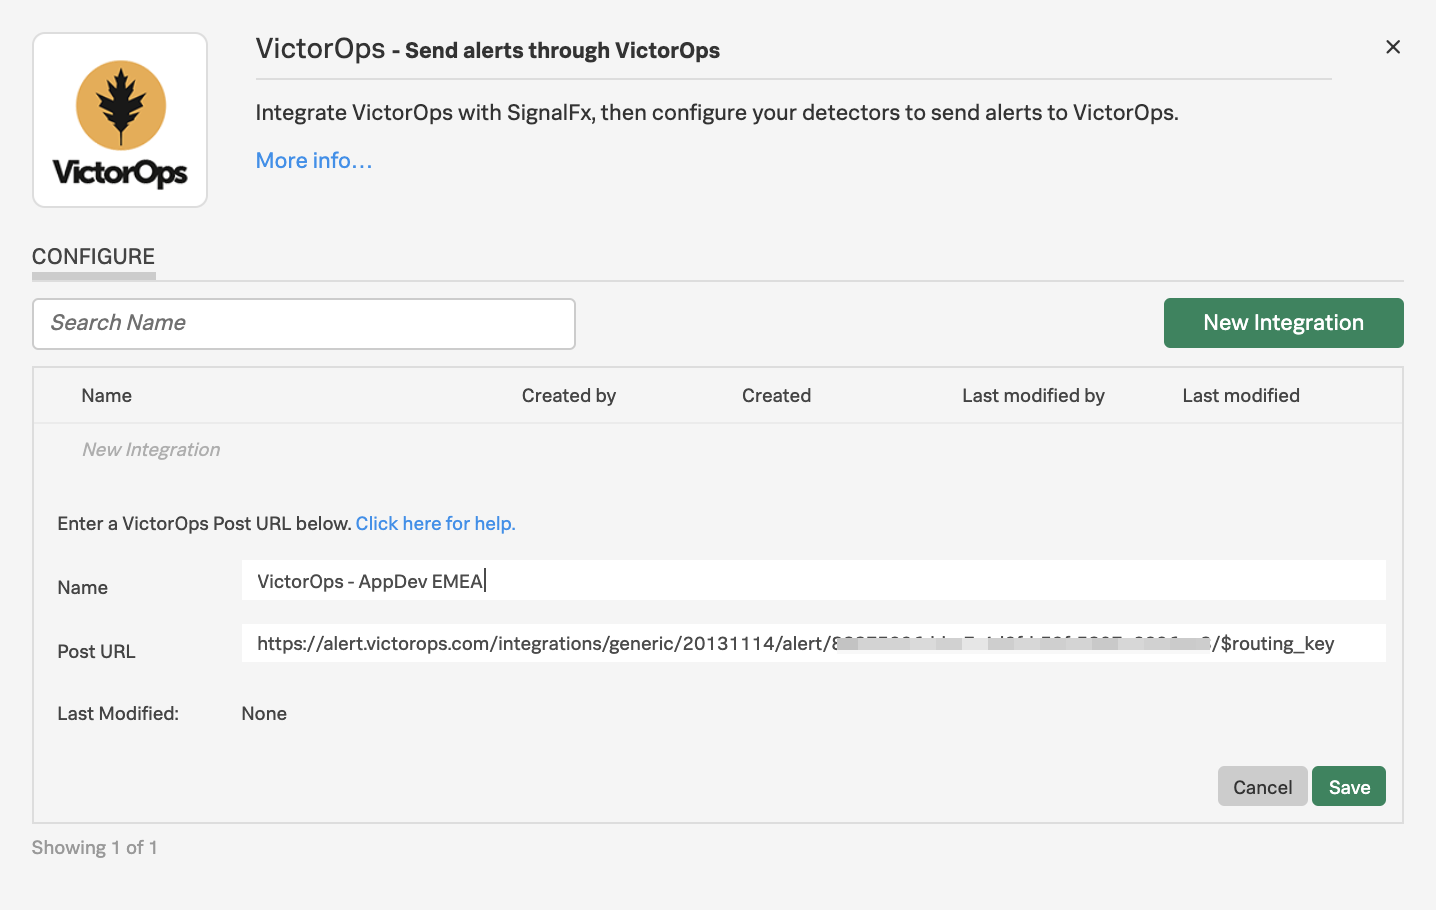 VictorOps
VictorOps - Send alerts through VictorOps
Integrate VictorOps with SignalFx, then configure your detectors to send alerts to VictorOps.
More info...
CONFIGURE
Search Name
New Integration
Name Created by Created Last modified by Last modified
New Integration
Enter a VictorOps Post URL below. Click here for help.
Name VictorOps - AppDev EMEA
Post URL https://alert.victorops.com/integrations/generic/20131114/alert/ /$routing_key
Last Modified: None
Cancel Save
Showing 1 of 1